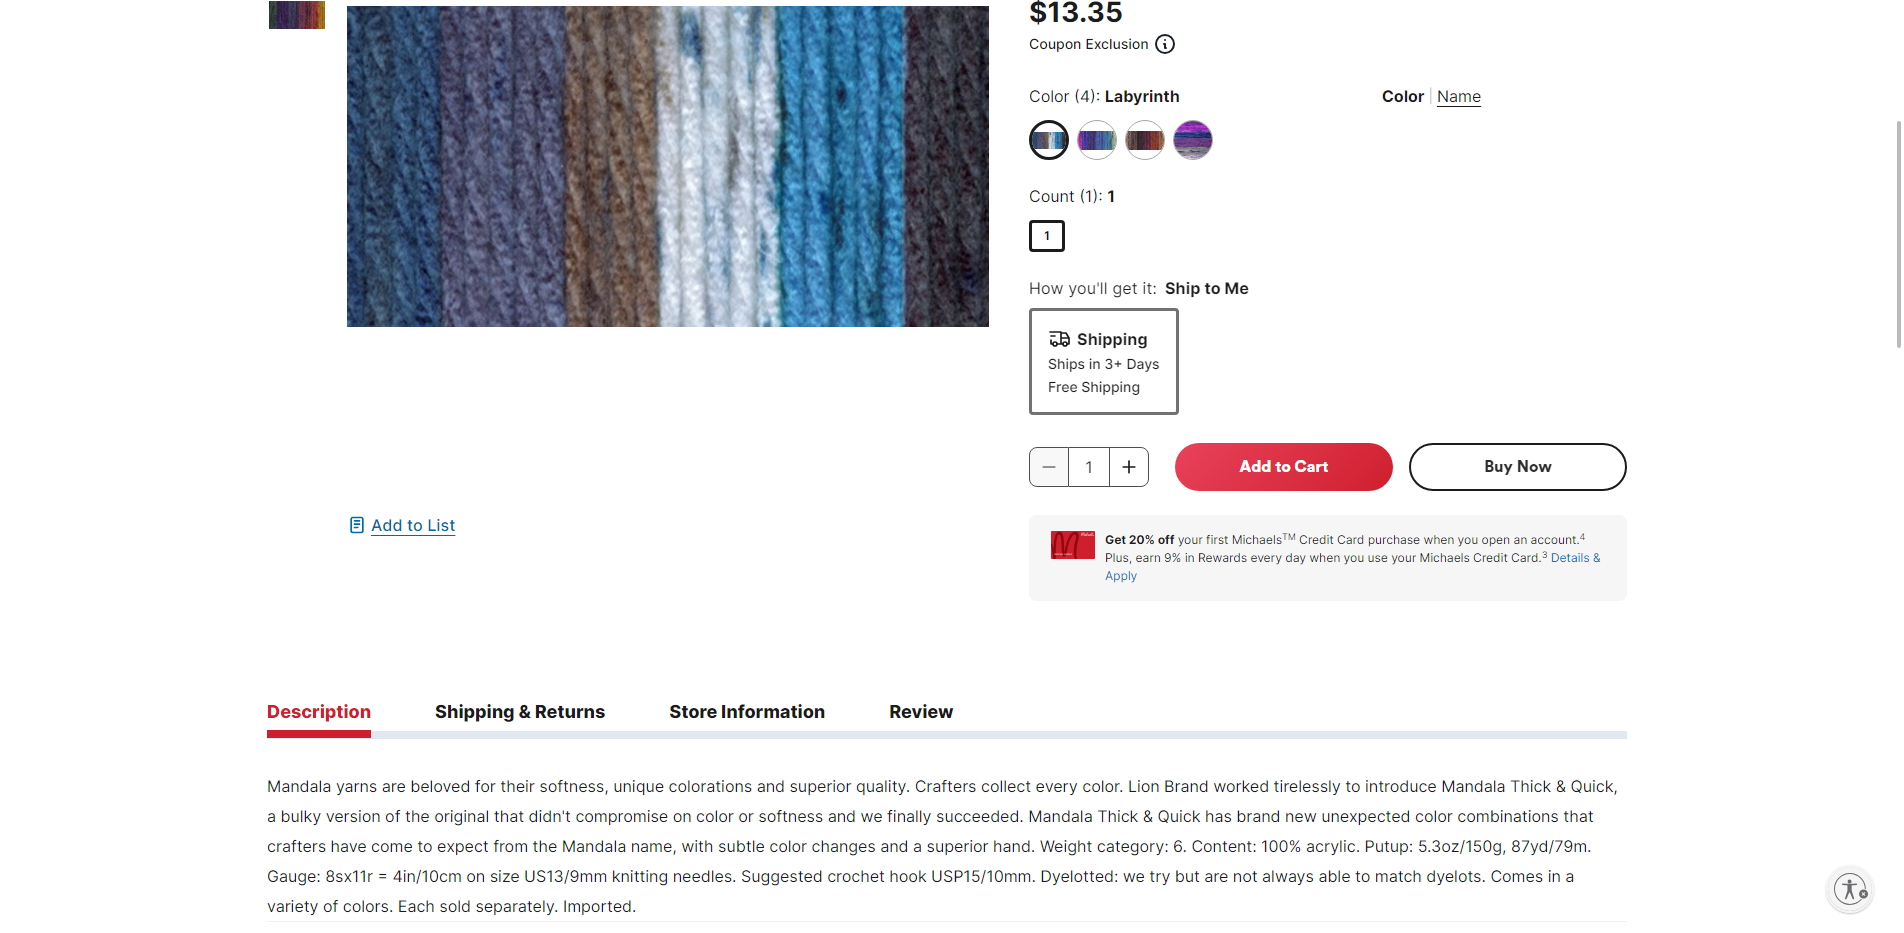 $13.35
Coupon Exclusion
Color (4): Labyrinth
Color | Name
Count (1): 1
1
How you'll get it: Ship to Me
Shipping
Ships in 3+ Days
Free Shipping
1
Add to Cart
Buy Now
Add to List
Get 20% off your first Michaels™ Credit Card purchase when you open an account.⁴
Plus, earn 9% in Rewards every day when you use your Michaels Credit Card.³ Details &
Apply
Description
Shipping & Returns
Store Information
Review
Mandala yarns are beloved for their softness, unique colorations and superior quality. Crafters collect every color. Lion Brand worked tirelessly to introduce Mandala Thick & Quick,
a bulky version of the original that didn't compromise on color or softness and we finally succeeded. Mandala Thick & Quick has brand new unexpected color combinations that
crafters have come to expect from the Mandala name, with subtle color changes and a superior hand. Weight category: 6. Content: 100% acrylic. Putup: 5.3oz/150g, 87yd/79m.
Gauge: 8sx11r = 4in/10cm on size US13/9mm knitting needles. Suggested crochet hook USP15/10mm. Dyelotted: we try but are not always able to match dyelots. Comes in a
variety of colors. Each sold separately. Imported.